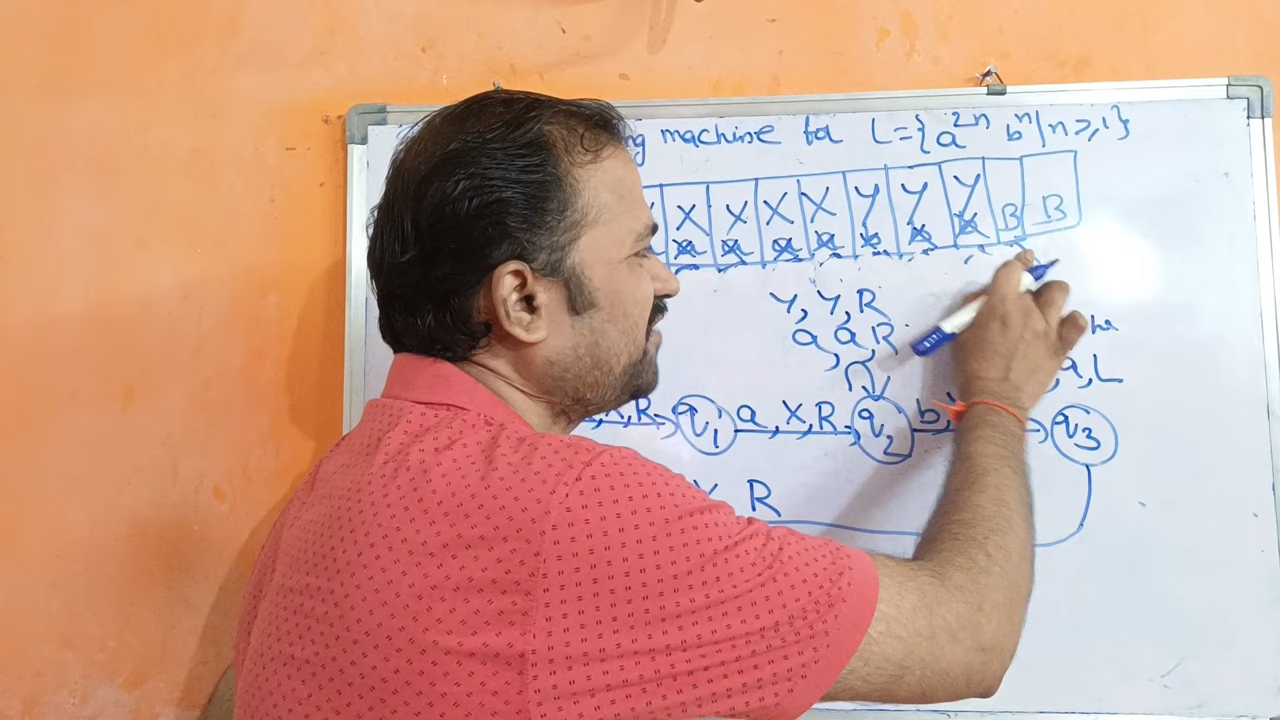 machine for L={a^2n b^n | n>=1}
X X X X Y Y Y B B
a a a a b b b
Y, Y, R
a, a, R
a, L
X, R q1 a, X, R q2 b, q3
R